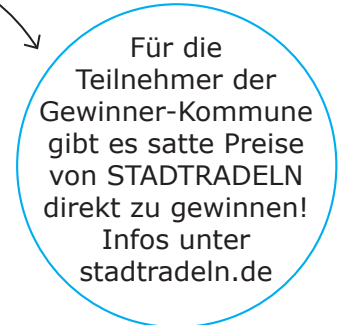 Für die
Teilnehmer der
Gewinner-Kommune
gibt es satte Preise
von STADTRADELN
direkt zu gewinnen!
Infos unter
stadtradeln.de